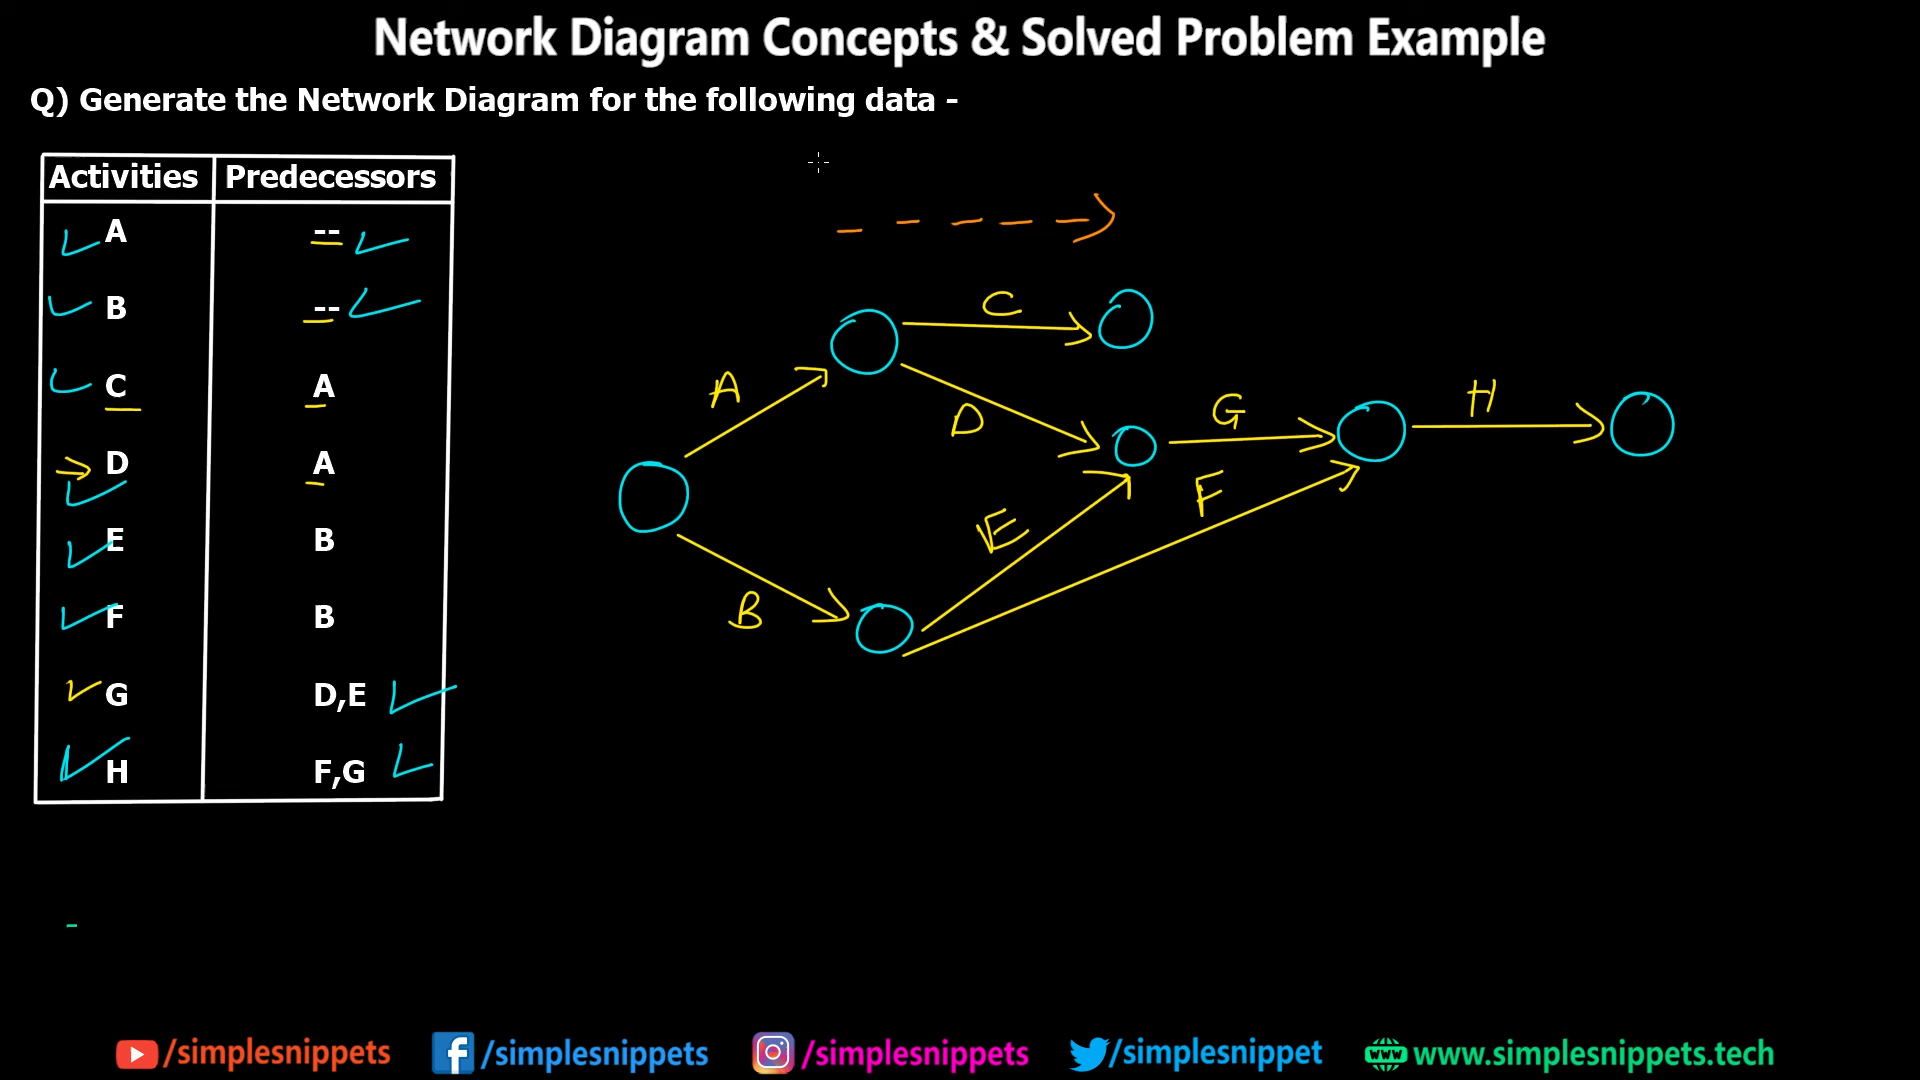 Network Diagram Concepts & Solved Problem Example
Q) Generate the Network Diagram for the following data -
Activities Predecessors
A --
B --
C A
D A
E B
F B
G D,E
H F,G
C
A
D
G
H
E
F
B
/simplesnippets /simplesnippets /simplesnippets /simplesnippet www.simplesnippets.tech